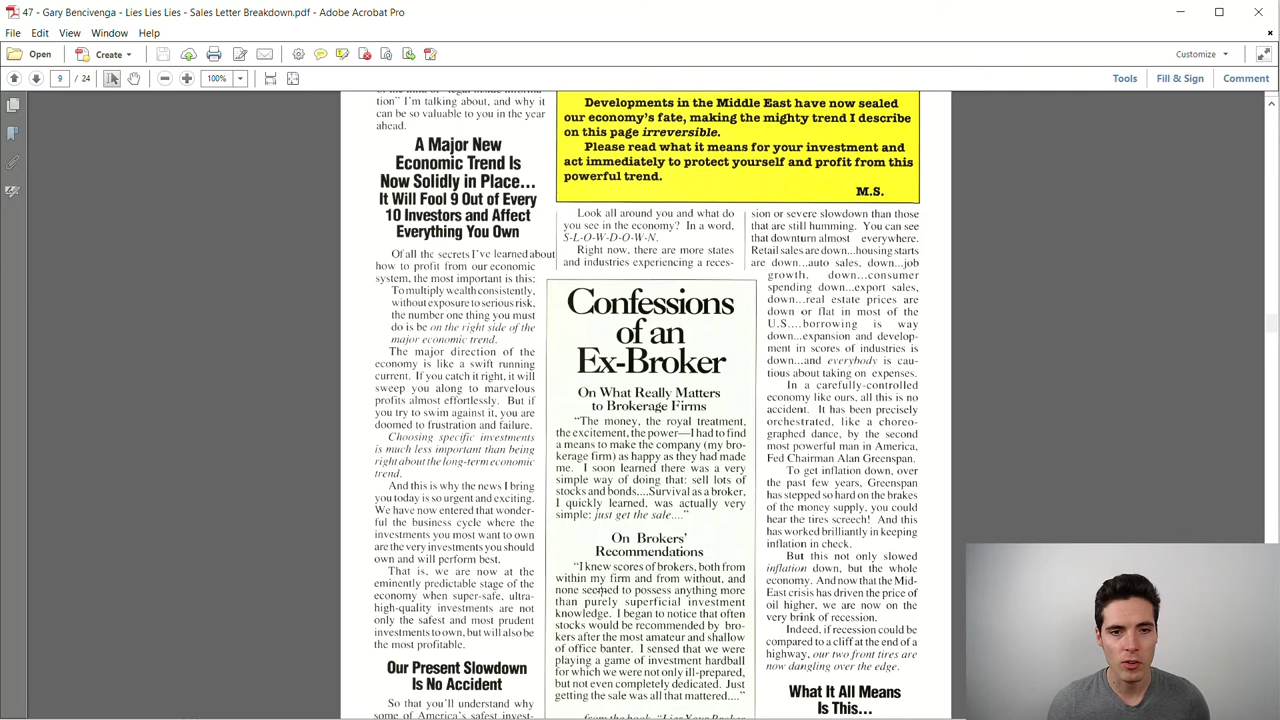 47 - Gary Bencivenga - Lies Lies Lies - Sales Letter Breakdown.pdf - Adobe Acrobat Pro
File Edit View Window Help
Open Create Customize
9 / 24 100% Tools Fill & Sign Comment
of the kind of "legal inside informa-
tion" I'm talking about, and why it
can be so valuable to you in the year
ahead.
A Major New
Economic Trend Is
Now Solidly in Place...
It Will Fool 9 Out of Every
10 Investors and Affect
Everything You Own
Of all the secrets I've learned about
how to profit from our economic
system, the most important is this:
To multiply wealth consistently,
without exposure to serious risk,
the number one thing you must
do is be on the right side of the
major economic trend.
The major direction of the
economy is like a swift running
current. If you catch it right, it will
sweep you along to marvelous
profits almost effortlessly. But if
you try to swim against it, you are
doomed to frustration and failure.
Choosing specific investments
is much less important than being
right about the long-term economic
trend.
And this is why the news I bring
you today is so urgent and exciting.
We have now entered that wonder-
ful the business cycle where the
investments you most want to own
are the very investments you should
own and will perform best.
That is, we are now at the
eminently predictable stage of the
economy when super-safe, ultra-
high-quality investments are not
only the safest and most prudent
investments to own, but will also be
the most profitable.
Our Present Slowdown
Is No Accident
So that you'll understand why
some of America's safest invest-
Developments in the Middle East have now sealed
our economy's fate, making the mighty trend I describe
on this page irreversible.
Please read what it means for your investment and
act immediately to protect yourself and profit from this
powerful trend.
M.S.
Look all around you and what do
you see in the economy? In a word,
S-L-O-W-D-O-W-N.
Right now, there are more states
and industries experiencing a reces-
Confessions
of an
Ex-Broker
On What Really Matters
to Brokerage Firms
"The money, the royal treatment,
the excitement, the power—I had to find
a means to make the company (my bro-
kerage firm) as happy as they had made
me. I soon learned there was a very
simple way of doing that: sell lots of
stocks and bonds....Survival as a broker,
I quickly learned, was actually very
simple: just get the sale...."
On Brokers'
Recommendations
"I knew scores of brokers, both from
within my firm and from without, and
none seemed to possess anything more
than purely superficial investment
knowledge. I began to notice that often
stocks would be recommended by bro-
kers after the most amateur and shallow
of office banter. I sensed that we were
playing a game of investment hardball
for which we were not only ill-prepared,
but not even completely dedicated. Just
getting the sale was all that mattered...."
from the book, "Lies Your Broker
sion or severe slowdown than those
that are still humming. You can see
that downturn almost everywhere.
Retail sales are down...housing starts
are down...auto sales, down...job
growth, down...consumer
spending down...export sales,
down...real estate prices are
down or flat in most of the
U.S....borrowing is way
down...expansion and develop-
ment in scores of industries is
down...and everybody is cau-
tious about taking on expenses.
In a carefully-controlled
economy like ours, all this is no
accident. It has been precisely
orchestrated, like a choreo-
graphed dance, by the second
most powerful man in America,
Fed Chairman Alan Greenspan.
To get inflation down, over
the past few years, Greenspan
has stepped so hard on the brakes
of the money supply, you could
hear the tires screech! And this
has worked brilliantly in keeping
inflation in check.
But this not only slowed
inflation down, but the whole
economy. And now that the Mid-
East crisis has driven the price of
oil higher, we are now on the
very brink of recession.
Indeed, if recession could be
compared to a cliff at the end of a
highway, our two front tires are
now dangling over the edge.
What It All Means
Is This...